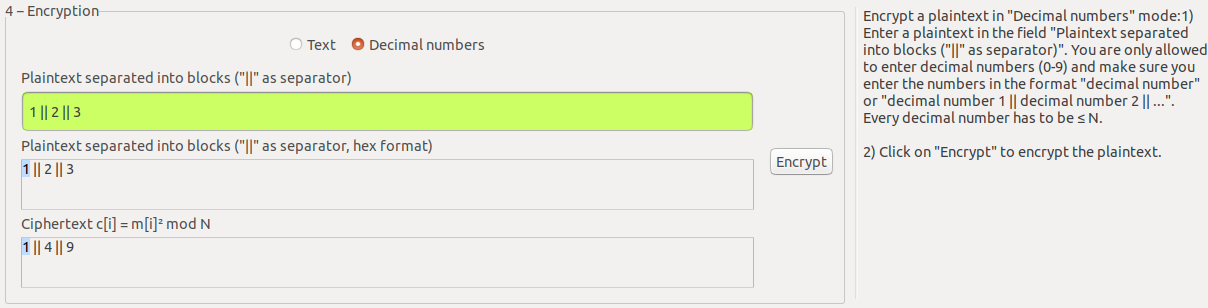 4 – Encryption
Text
Decimal numbers
Plaintext separated into blocks ("||" as separator)
1 || 2 || 3
Plaintext separated into blocks ("||" as separator, hex format)
1 || 2 || 3
Encrypt
Ciphertext c[i] = m[i]² mod N
1 || 4 || 9
Encrypt a plaintext in "Decimal numbers" mode:1)
Enter a plaintext in the field "Plaintext separated
into blocks ("||" as separator)". You are only allowed
to enter decimal numbers (0-9) and make sure you
enter the numbers in the format "decimal number"
or "decimal number 1 || decimal number 2 || ...".
Every decimal number has to be ≤ N.
2) Click on "Encrypt" to encrypt the plaintext.